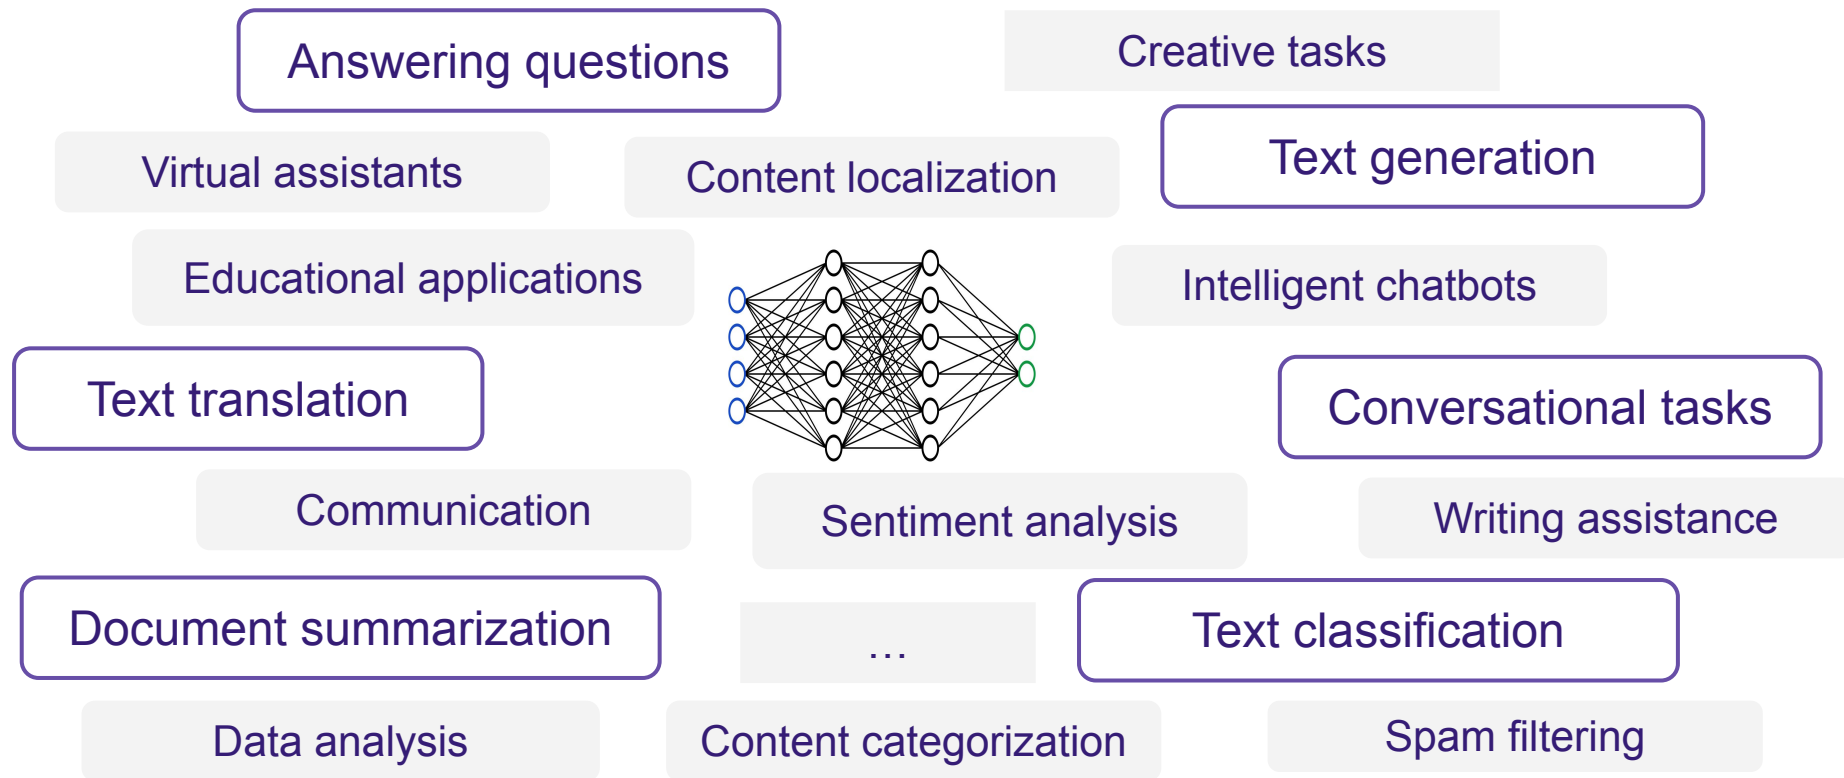 Answering questions
Creative tasks
Virtual assistants
Content localization
Text generation
Educational applications
Intelligent chatbots
Text translation
Conversational tasks
Communication
Sentiment analysis
Writing assistance
Document summarization
…
Text classification
Data analysis
Content categorization
Spam filtering